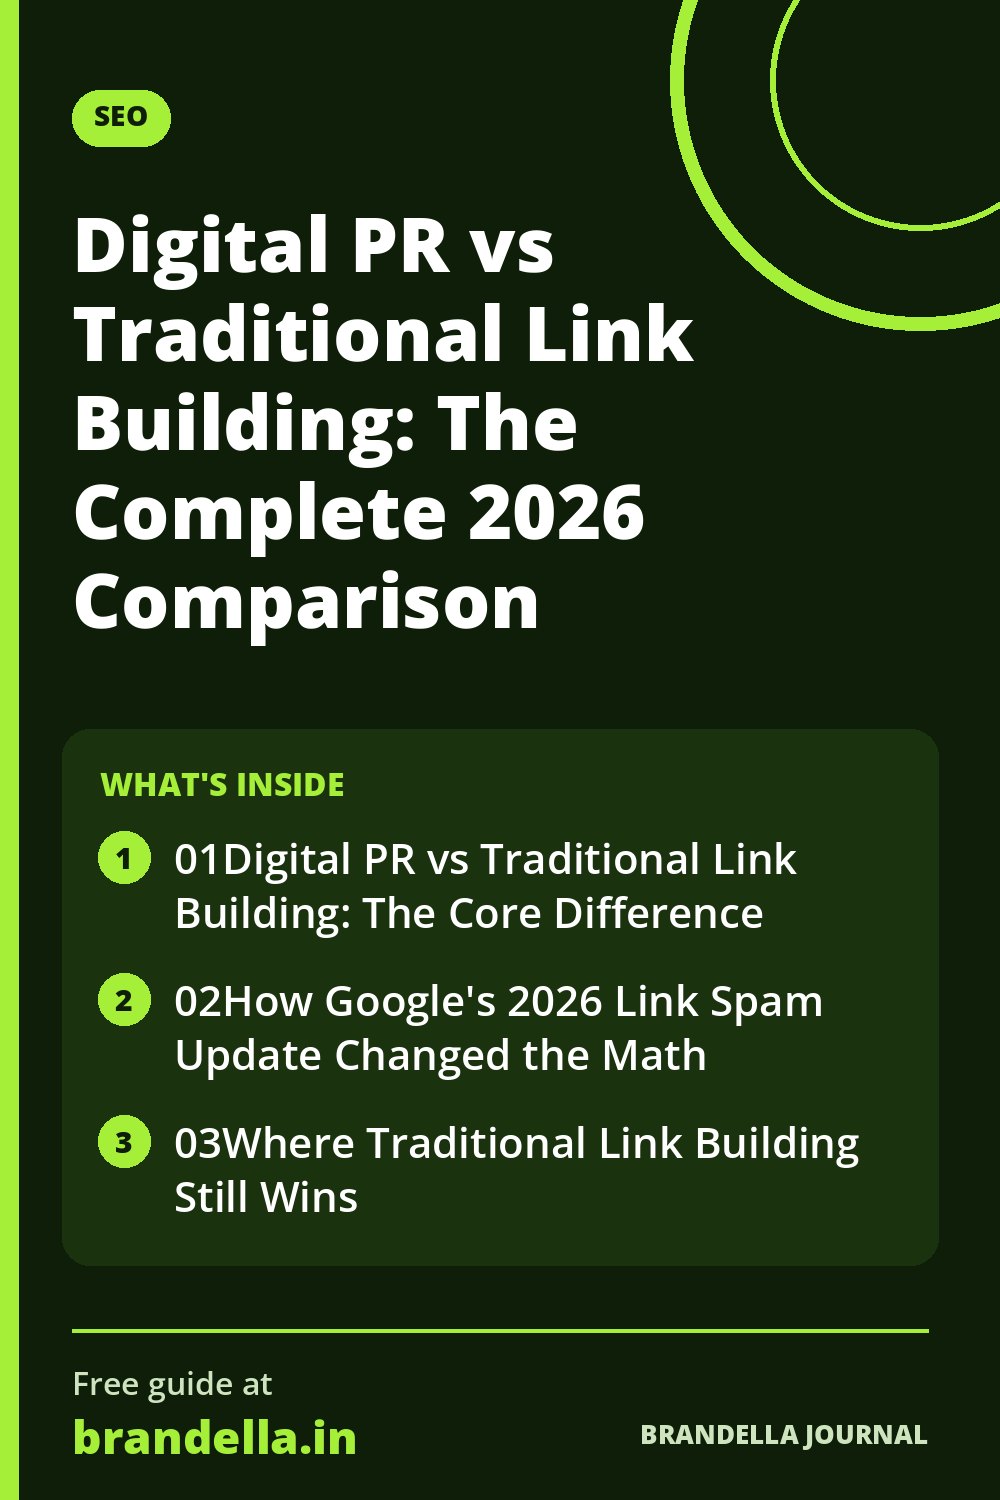 SEO
Digital PR vs
Traditional Link
Building: The
Complete 2026
Comparison
WHAT'S INSIDE
1 01Digital PR vs Traditional Link
Building: The Core Difference
2 02How Google's 2026 Link Spam
Update Changed the Math
3 03Where Traditional Link Building
Still Wins
Free guide at
brandella.in
BRANDELLA JOURNAL